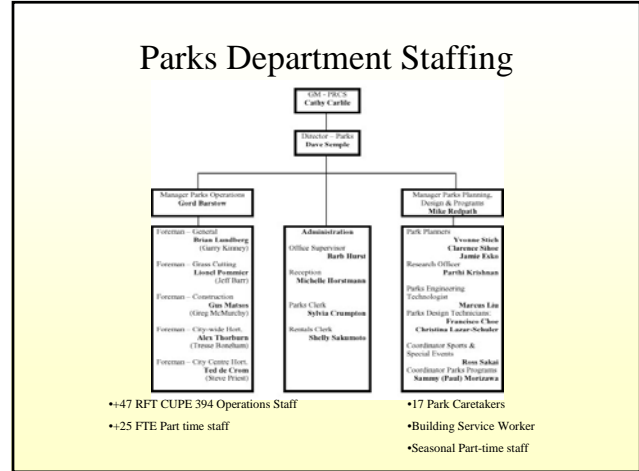 Parks Department Staffing
GM - PRCS
Cathy Carlile
Director – Parks
Dave Semple
Manager Parks Operations
Gord Barstow
Manager Parks Planning,
Design & Programs
Mike Redpath
Foreman – General
Brian Lundberg
(Garry Kinney)
Foreman – Grass Cutting
Lionel Pommier
(Jeff Barr)
Foreman – Construction
Gus Matsos
(Greg McMurchy)
Foreman – City-wide Hort.
Alex Thorburn
(Tresse Boneham)
Foreman – City Centre Hort.
Ted de Crom
(Steve Priest)
Administration
Office Supervisor
Barb Hurst
Reception
Michelle Horstmann
Parks Clerk
Sylvia Crumpton
Rentals Clerk
Shelly Sakumoto
Park Planners
Yvonne Stich
Clarence Sihoe
Jamie Esko
Research Officer
Parthi Krishnan
Parks Engineering
Technologist
Marcus Liu
Parks Design Technicians:
Francisco Choe
Christina Lazar-Schuler
Coordinator Sports &
Special Events
Ross Sakai
Coordinator Parks Programs
Sammy (Paul) Morizawa
•+47 RFT CUPE 394 Operations Staff
•+25 FTE Part time staff
•17 Park Caretakers
•Building Service Worker
•Seasonal Part-time staff